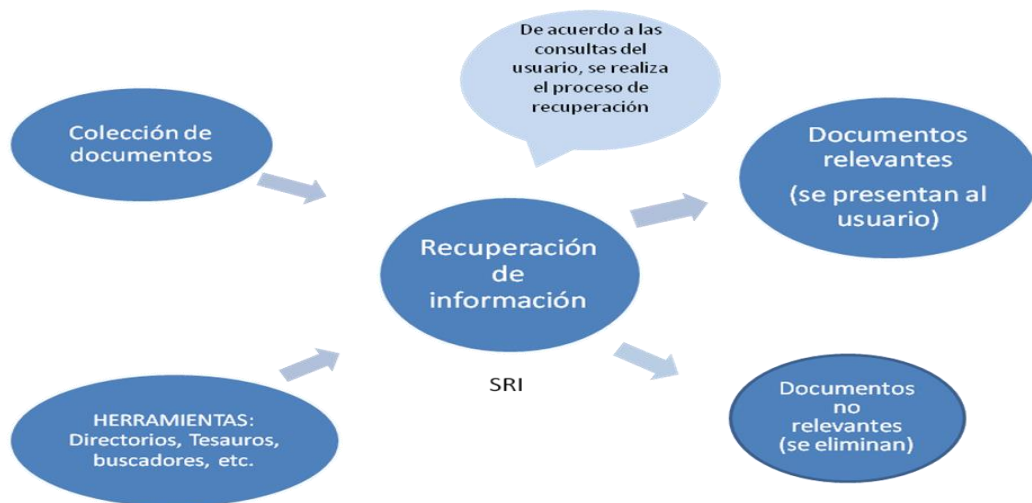 De acuerdo a las
consultas del
usuario, se realiza
el proceso de
recuperación
Colección de
documentos
Documentos
relevantes
(se presentan al
usuario)
Recuperación
de
información
SRI
HERRAMIENTAS:
Directorios, Tesauros,
buscadores, etc.
Documentos
no
relevantes
(se eliminan)